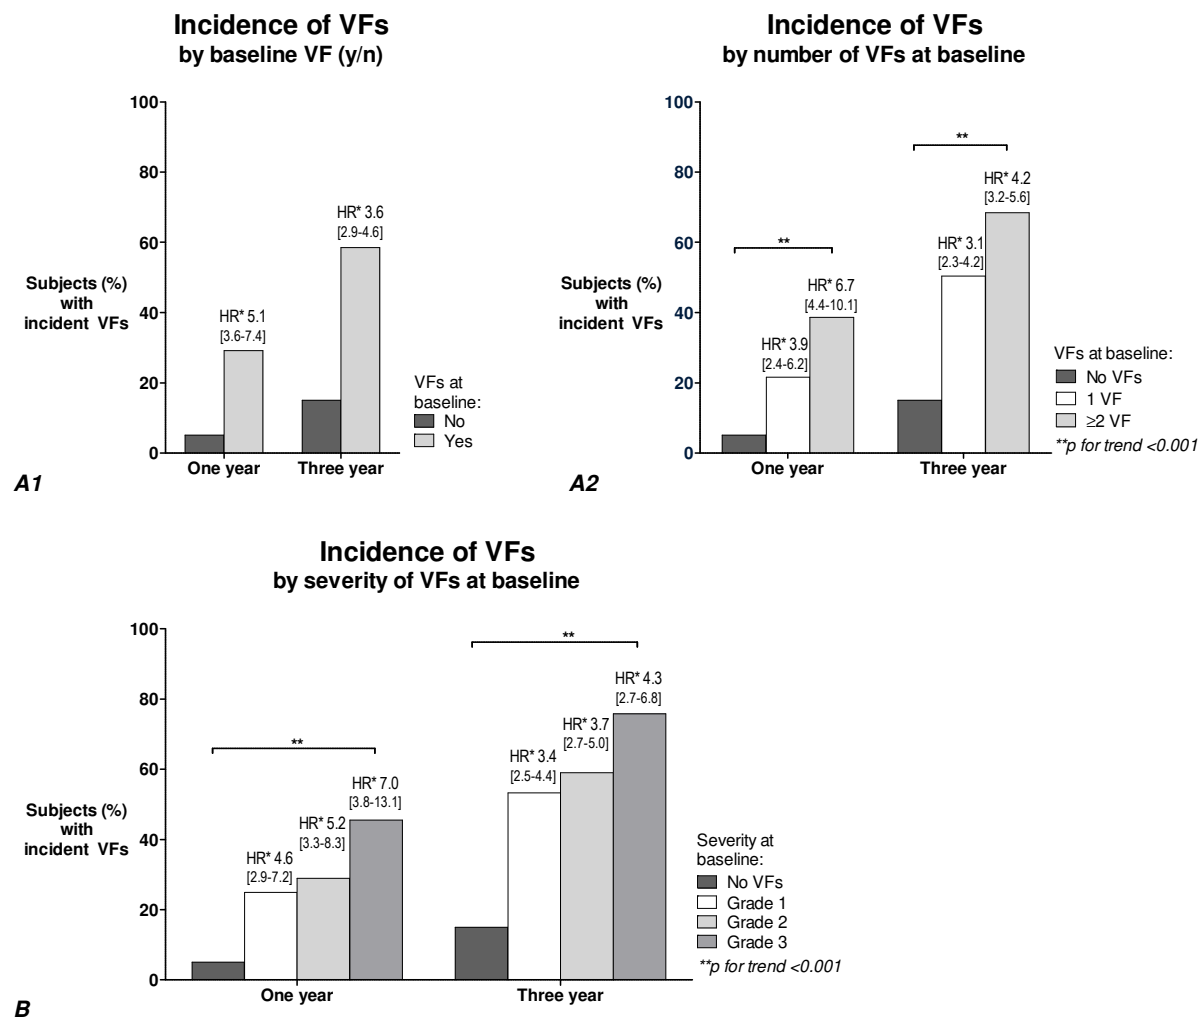 Incidence of VFs
by baseline VF (y/n)
100
80
60
40
20
0
Subjects (%)
with
incident VFs
HR* 5.1
[3.6-7.4]
HR* 3.6
[2.9-4.6]
One year
Three year
VFs at
baseline:
No
Yes
A1
Incidence of VFs
by number of VFs at baseline
100
80
60
40
20
0
Subjects (%)
with
incident VFs
**
HR* 3.9
[2.4-6.2]
HR* 6.7
[4.4-10.1]
**
HR* 3.1
[2.3-4.2]
HR* 4.2
[3.2-5.6]
One year
Three year
VFs at baseline:
No VFs
1 VF
≥2 VF
**p for trend <0.001
A2
Incidence of VFs
by severity of VFs at baseline
100
80
60
40
20
0
Subjects (%)
with
incident VFs
**
HR* 4.6
[2.9-7.2]
HR* 5.2
[3.3-8.3]
HR* 7.0
[3.8-13.1]
**
HR* 3.4
[2.5-4.4]
HR* 3.7
[2.7-5.0]
HR* 4.3
[2.7-6.8]
One year
Three year
Severity at
baseline:
No VFs
Grade 1
Grade 2
Grade 3
**p for trend <0.001
B